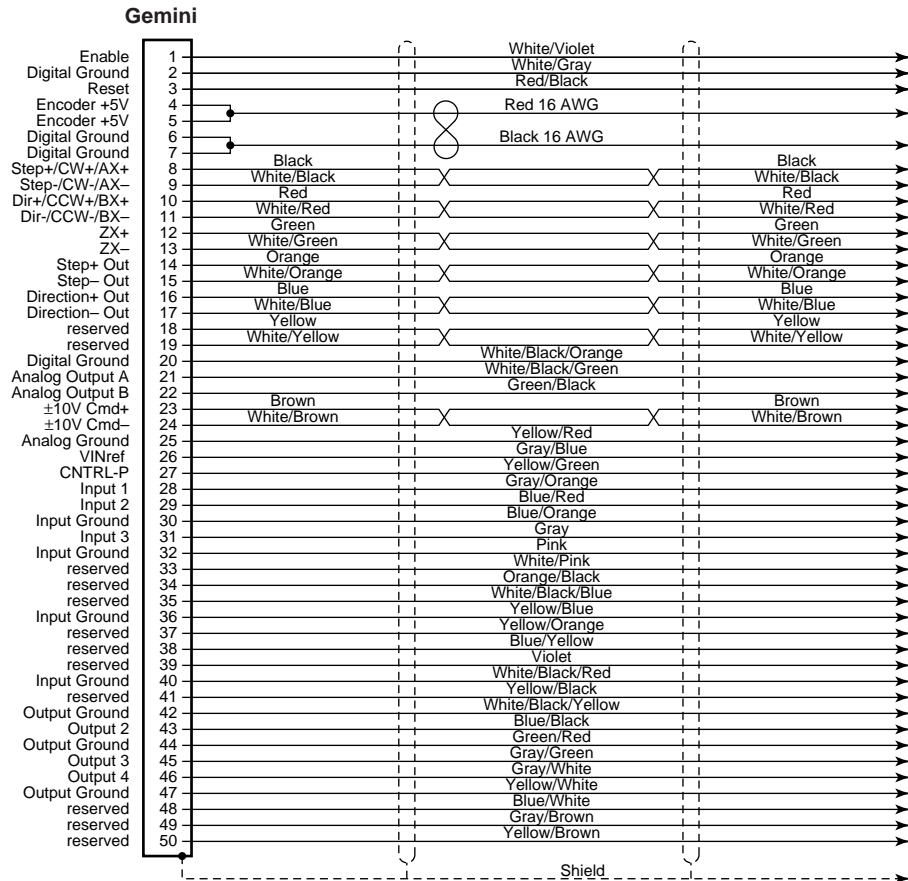 Gemini
Enable 1 White/Violet
Digital Ground 2 White/Gray
Reset 3 Red/Black
Encoder +5V 4 Red 16 AWG
Encoder +5V 5
Digital Ground 6 Black 16 AWG
Digital Ground 7
Step+/CW+/AX+ 8 Black Black
Step-/CW-/AX– 9 White/Black White/Black
Dir+/CCW+/BX+ 10 Red Red
Dir-/CCW-/BX– 11 White/Red White/Red
ZX+ 12 Green Green
ZX– 13 White/Green White/Green
Step+ Out 14 Orange Orange
Step– Out 15 White/Orange White/Orange
Direction+ Out 16 Blue Blue
Direction– Out 17 White/Blue White/Blue
reserved 18 Yellow Yellow
reserved 19 White/Yellow White/Yellow
Digital Ground 20 White/Black/Orange
Analog Output A 21 White/Black/Green
Analog Output B 22 Green/Black
±10V Cmd+ 23 Brown Brown
±10V Cmd– 24 White/Brown White/Brown
Analog Ground 25 Yellow/Red
VINref 26 Gray/Blue
CNTRL-P 27 Yellow/Green
Input 1 28 Gray/Orange
Input 2 29 Blue/Red
Input Ground 30 Blue/Orange
Input 3 31 Gray
Input Ground 32 Pink
reserved 33 White/Pink
reserved 34 Orange/Black
reserved 35 White/Black/Blue
Input Ground 36 Yellow/Blue
reserved 37 Yellow/Orange
reserved 38 Blue/Yellow
reserved 39 Violet
Input Ground 40 White/Black/Red
reserved 41 Yellow/Black
Output Ground 42 White/Black/Yellow
Output 2 43 Blue/Black
Output Ground 44 Green/Red
Output 3 45 Gray/Green
Output 4 46 Gray/White
Output Ground 47 Yellow/White
reserved 48 Blue/White
reserved 49 Gray/Brown
reserved 50 Yellow/Brown
Shield